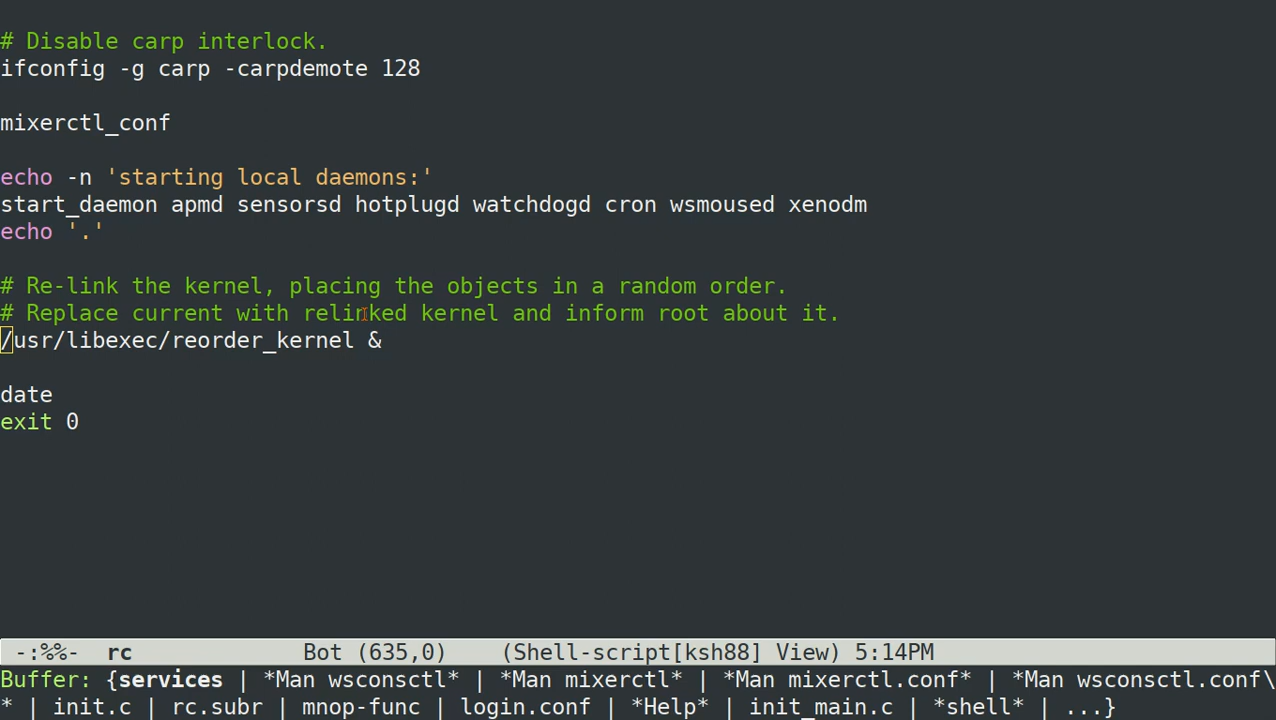 # Disable carp interlock.
ifconfig -g carp -carpdemote 128
mixerctl_conf
echo -n 'starting local daemons:'
start_daemon apmd sensorsd hotplugd watchdogd cron wsmoused xenodm
echo '.'
# Re-link the kernel, placing the objects in a random order.
# Replace current with relinked kernel and inform root about it.
/usr/libexec/reorder_kernel &
date
exit 0
-:%%-  rc             Bot (635,0)    (Shell-script[ksh88] View) 5:14PM
Buffer: {services | *Man wsconsctl* | *Man mixerctl* | *Man mixerctl.conf* | *Man wsconsctl.conf\
* | init.c | rc.subr | mnop-func | login.conf | *Help* | init_main.c | *shell* | ...}